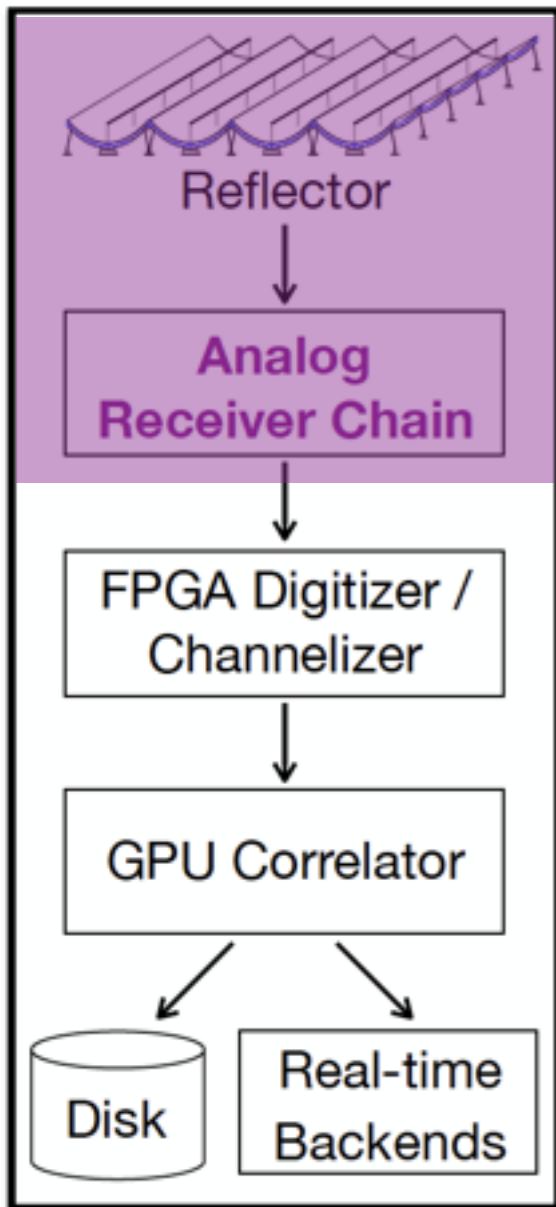 Reflector
Analog
Receiver Chain
FPGA Digitizer /
Channelizer
GPU Correlator
Disk
Real-time
Backends